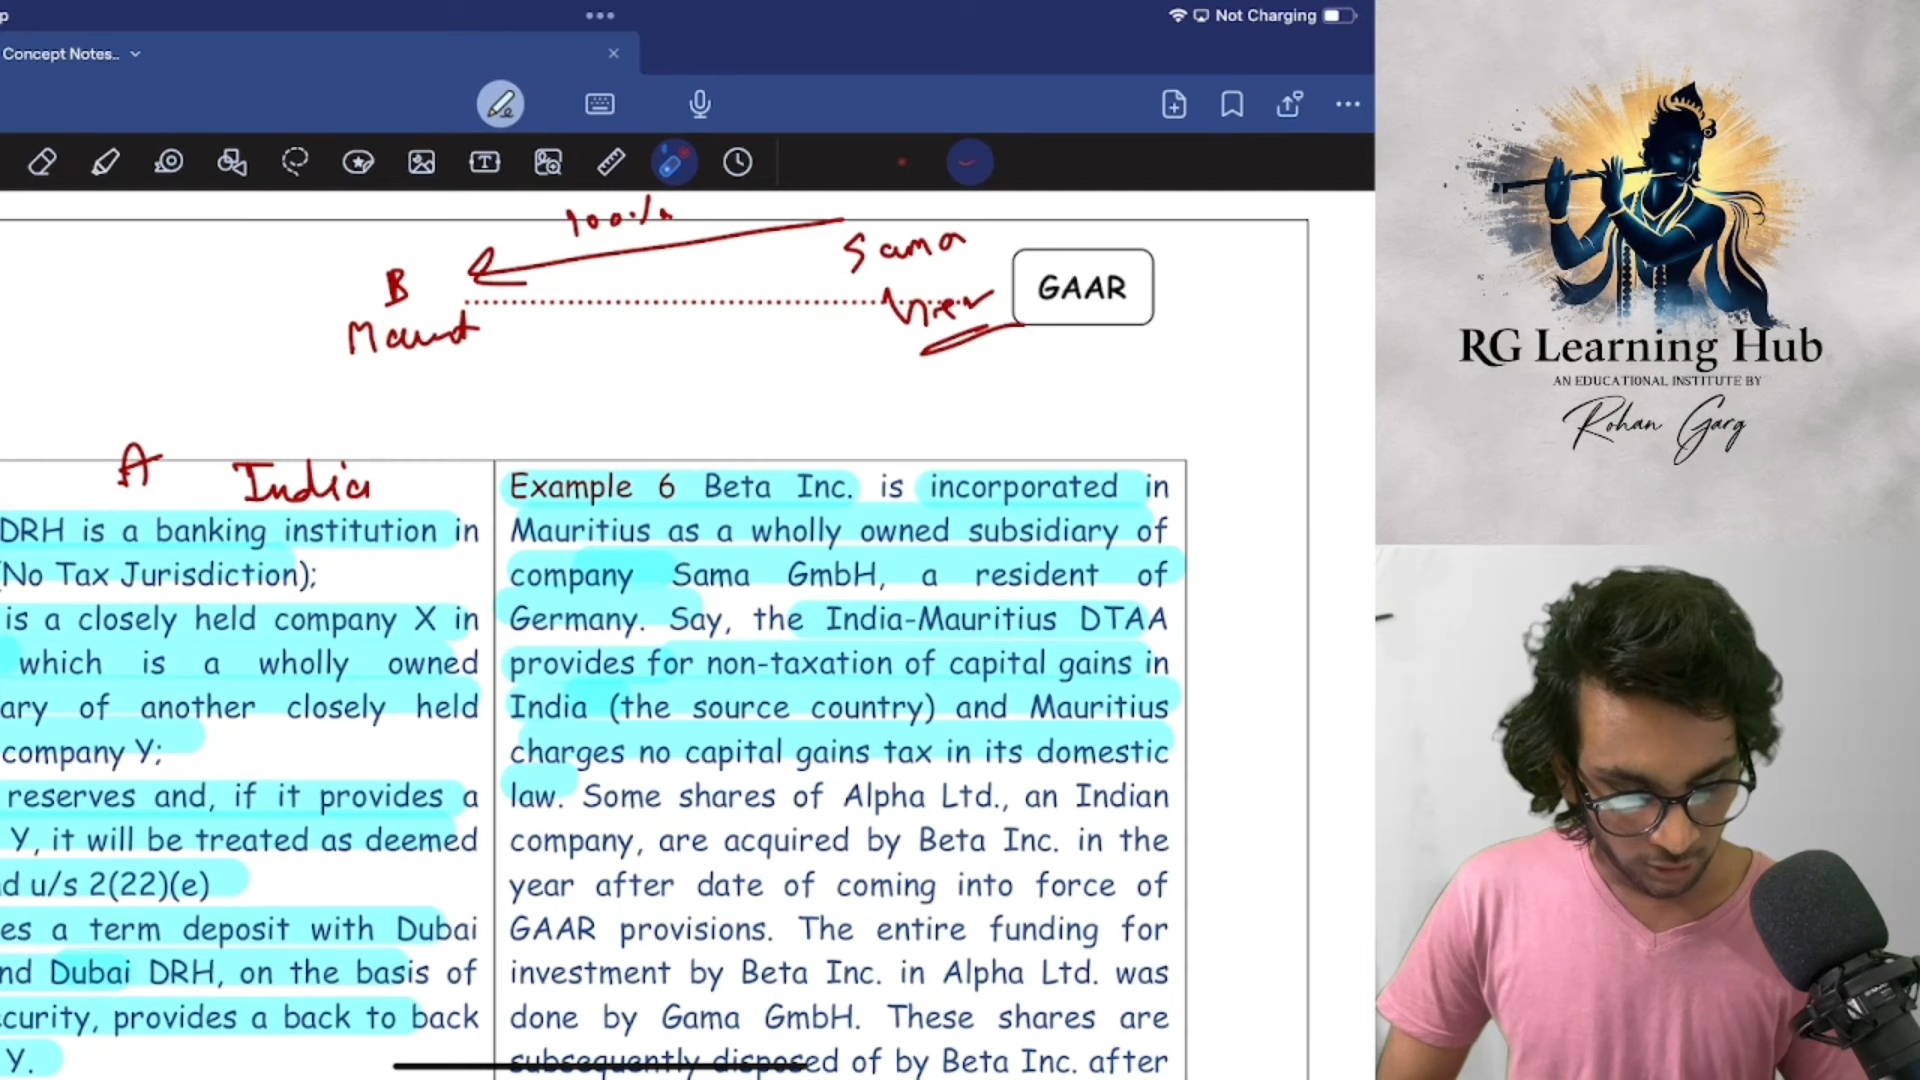 p
Not Charging
Concept Notes..
100%
Sama
B
GAAR
A India
DRH is a banking institution in
(No Tax Jurisdiction);
is a closely held company X in
which is a wholly owned
ary of another closely held
company Y;
reserves and, if it provides a
Y, it will be treated as deemed
d u/s 2(22)(e)
es a term deposit with Dubai
nd Dubai DRH, on the basis of
curity, provides a back to back
Y.
Example 6 Beta Inc. is incorporated in
Mauritius as a wholly owned subsidiary of
company Sama GmbH, a resident of
Germany. Say, the India-Mauritius DTAA
provides for non-taxation of capital gains in
India (the source country) and Mauritius
charges no capital gains tax in its domestic
law. Some shares of Alpha Ltd., an Indian
company, are acquired by Beta Inc. in the
year after date of coming into force of
GAAR provisions. The entire funding for
investment by Beta Inc. in Alpha Ltd. was
done by Gama GmbH. These shares are
subsequently disposed of by Beta Inc. after
RG Learning Hub
AN EDUCATIONAL INSTITUTE BY
Rohan Garg